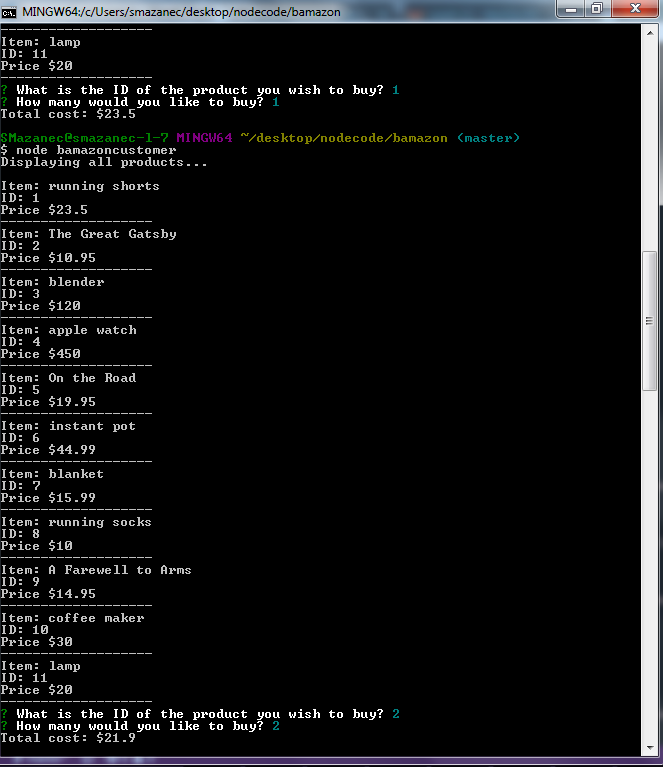 MINGW64:/c/Users/smazanec/desktop/nodecode/bamazon
--------------------
Item: lamp
ID: 11
Price $20
--------------------
? What is the ID of the product you wish to buy? 1
? How many would you like to buy? 1
Total cost: $23.5
SMazanec@smazanec-l-7 MINGW64 ~/desktop/nodecode/bamazon (master)
$ node bamazoncustomer
Displaying all products...
Item: running shorts
ID: 1
Price $23.5
--------------------
Item: The Great Gatsby
ID: 2
Price $10.95
--------------------
Item: blender
ID: 3
Price $120
--------------------
Item: apple watch
ID: 4
Price $450
--------------------
Item: On the Road
ID: 5
Price $19.95
--------------------
Item: instant pot
ID: 6
Price $44.99
--------------------
Item: blanket
ID: 7
Price $15.99
--------------------
Item: running socks
ID: 8
Price $10
--------------------
Item: A Farewell to Arms
ID: 9
Price $14.95
--------------------
Item: coffee maker
ID: 10
Price $30
--------------------
Item: lamp
ID: 11
Price $20
--------------------
? What is the ID of the product you wish to buy? 2
? How many would you like to buy? 2
Total cost: $21.9